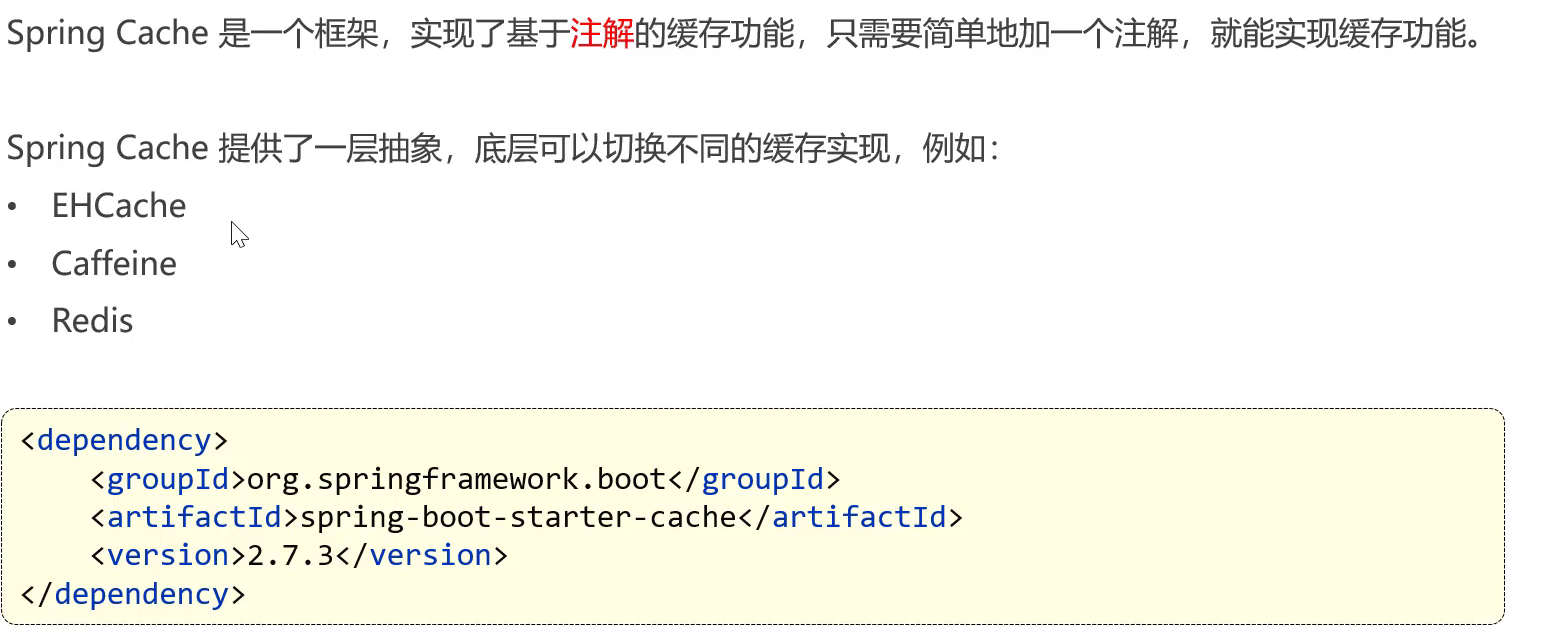 Spring Cache 是一个框架，实现了基于注解的缓存功能，只需要简单地加一个注解，就能实现缓存功能。
Spring Cache 提供了一层抽象，底层可以切换不同的缓存实现，例如：
• EHCache
• Caffeine
• Redis
<dependency>
    <groupId>org.springframework.boot</groupId>
    <artifactId>spring-boot-starter-cache</artifactId>
    <version>2.7.3</version>
</dependency>